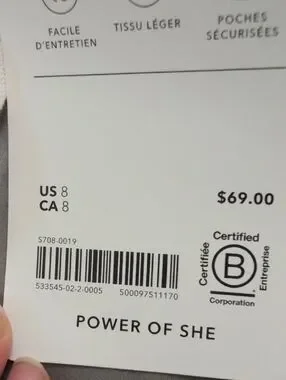 FACILE
D'ENTRETIEN
TISSU LÉGER
POCHES
SÉCURISÉES
US 8
CA 8
$69.00
S708-0019
533545-02-2-0005 S00097511170
Certified
Certifiée
B
Entreprise
Corporation
POWER OF SHE